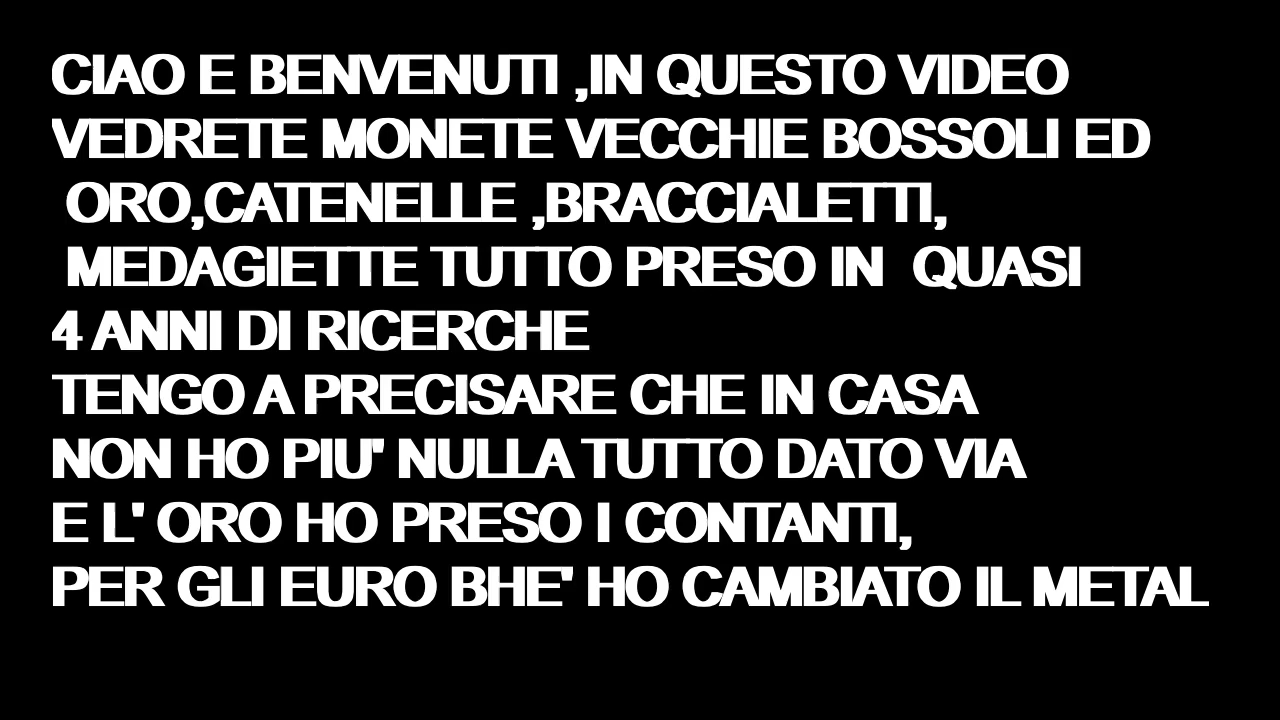 CIAO E BENVENUTI ,IN QUESTO VIDEO
VEDRETE MONETE VECCHIE BOSSOLI ED
ORO,CATENELLE ,BRACCIALETTI,
MEDAGIETTE TUTTO PRESO IN QUASI
4 ANNI DI RICERCHE
TENGO A PRECISARE CHE IN CASA
NON HO PIU' NULLA TUTTO DATO VIA
E L' ORO HO PRESO I CONTANTI,
PER GLI EURO BHE' HO CAMBIATO IL METAL